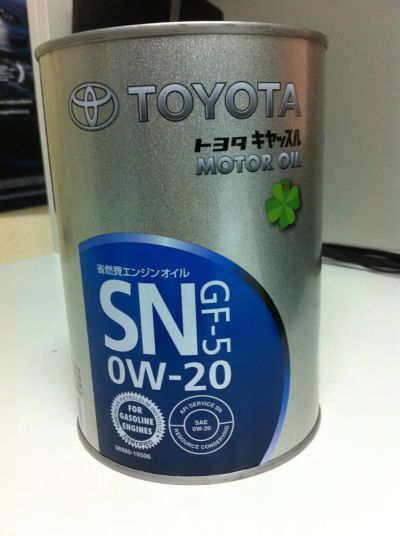 TOYOTA
トヨタ キヤッスル
MOTOR OIL
省燃費エンジンオイル
SN
GF-5
0W-20
FOR
GASOLINE
ENGINES
CERTIFIED
API SERVICE SN
SAE
0W-20
RESOURCE CONSERVING
08880-10506